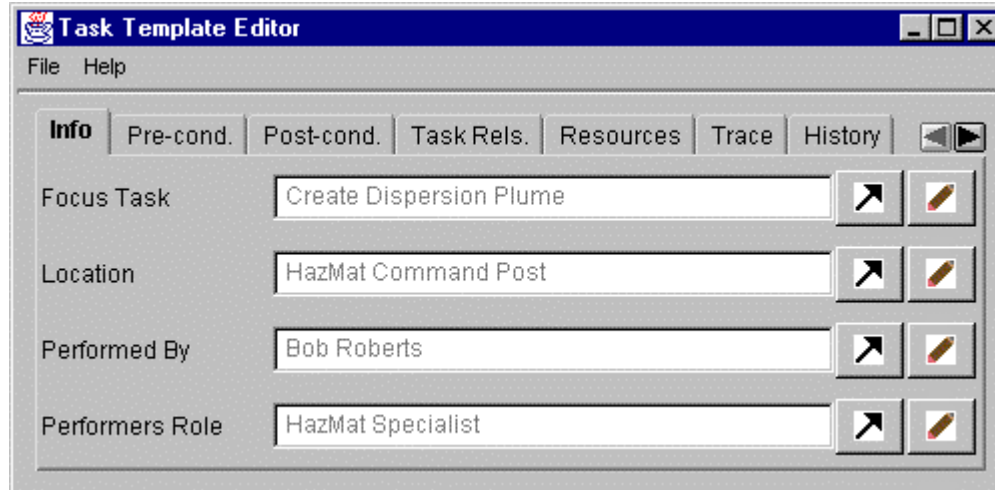 Task Template Editor
File Help
Info Pre-cond. Post-cond. Task Rels. Resources Trace History
Focus Task Create Dispersion Plume
Location HazMat Command Post
Performed By Bob Roberts
Performers Role HazMat Specialist